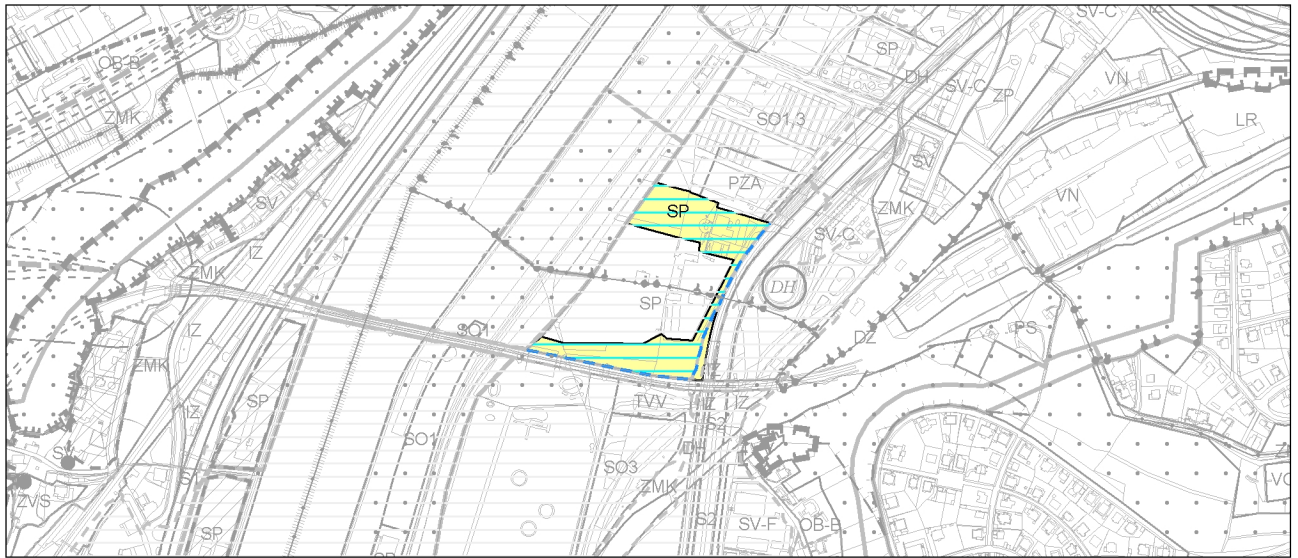 SV-C
SP
OB-B
DH
VN
SV-C
ZP
ZMK
SO1,3
LR
PZA
SV
VN
SP
ZMK
LR
SV
SV-C
IZ
ZMK
DH
SP
SO1
IZ
DZ
PS
ZMK
SP
IZ
TVV
IZ
IZ
SO1
S2
SO3
SV
ZMK
ZVS
SP
S2
SV-F
OB-B
VO